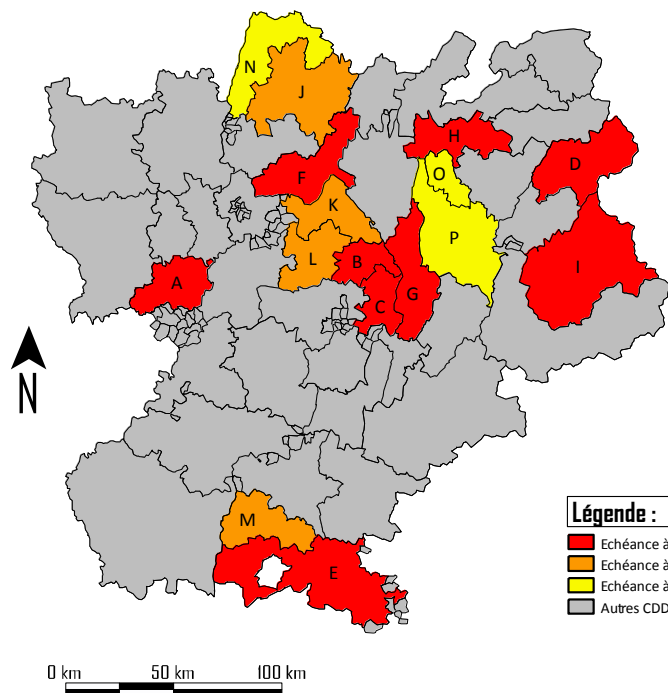 N
J
H
D
O
F
K
P
B
L
I
A
G
C
N
M
E
Légende :
Echéance à
Echéance à
Echéance à
Autres CDD
0 km 50 km 100 km